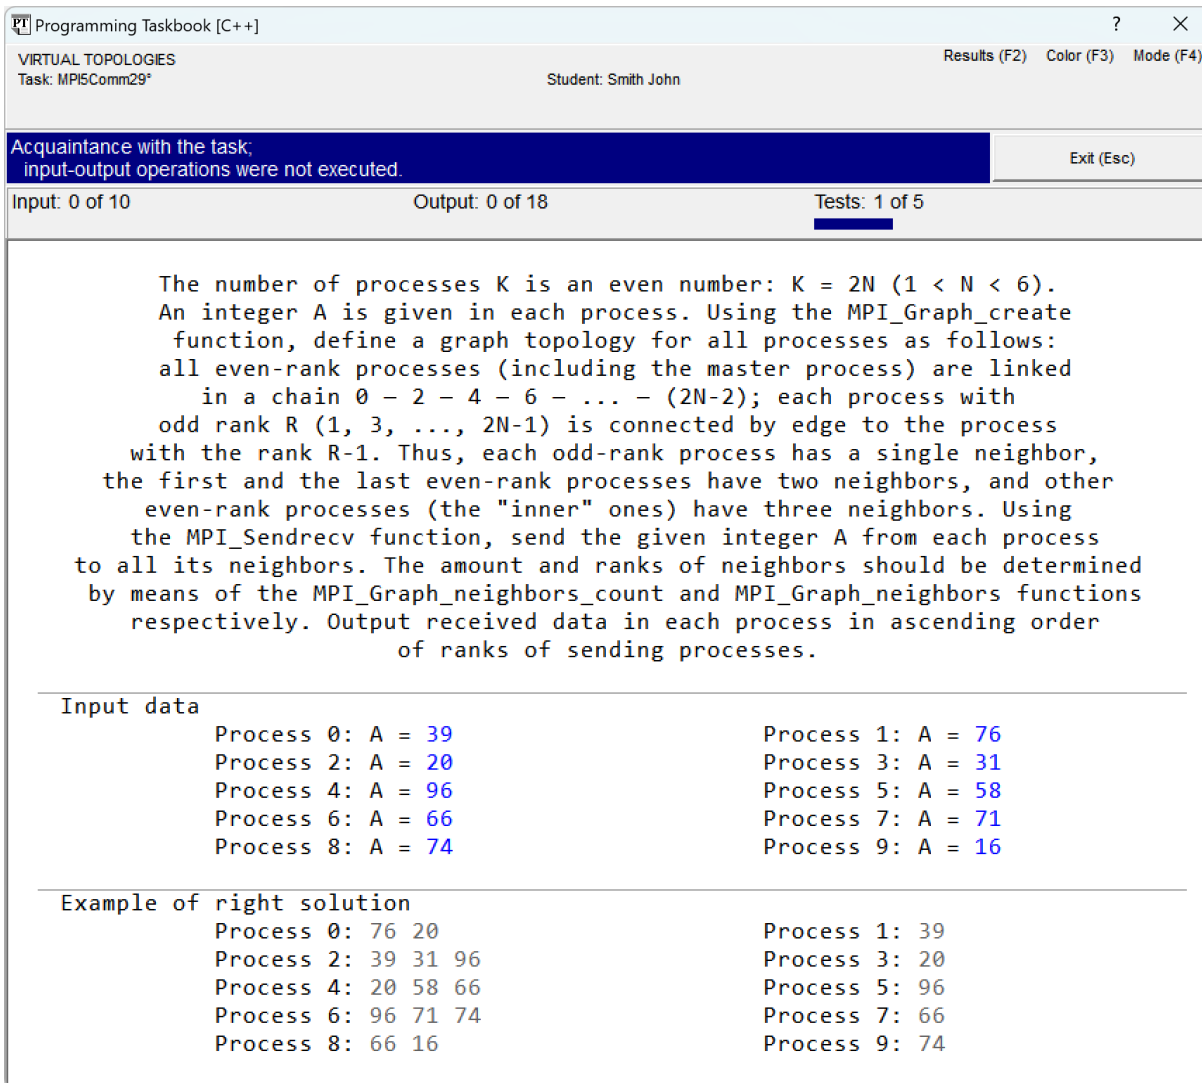 Programming Taskbook [C++] ? ×
VIRTUAL TOPOLOGIES Results (F2) Color (F3) Mode (F4)
Task: MPI5Comm29° Student: Smith John
Acquaintance with the task;
input-output operations were not executed.
Exit (Esc)
Input: 0 of 10 Output: 0 of 18 Tests: 1 of 5
The number of processes K is an even number: K = 2N (1 < N < 6).
An integer A is given in each process. Using the MPI_Graph_create
function, define a graph topology for all processes as follows:
all even-rank processes (including the master process) are linked
in a chain 0 – 2 – 4 – 6 – ... – (2N-2); each process with
odd rank R (1, 3, ..., 2N-1) is connected by edge to the process
with the rank R-1. Thus, each odd-rank process has a single neighbor,
the first and the last even-rank processes have two neighbors, and other
even-rank processes (the "inner" ones) have three neighbors. Using
the MPI_Sendrecv function, send the given integer A from each process
to all its neighbors. The amount and ranks of neighbors should be determined
by means of the MPI_Graph_neighbors_count and MPI_Graph_neighbors functions
respectively. Output received data in each process in ascending order
of ranks of sending processes.
Input data
Process 0: A = 39 Process 1: A = 76
Process 2: A = 20 Process 3: A = 31
Process 4: A = 96 Process 5: A = 58
Process 6: A = 66 Process 7: A = 71
Process 8: A = 74 Process 9: A = 16
Example of right solution
Process 0: 76 20 Process 1: 39
Process 2: 39 31 96 Process 3: 20
Process 4: 20 58 66 Process 5: 96
Process 6: 96 71 74 Process 7: 66
Process 8: 66 16 Process 9: 74